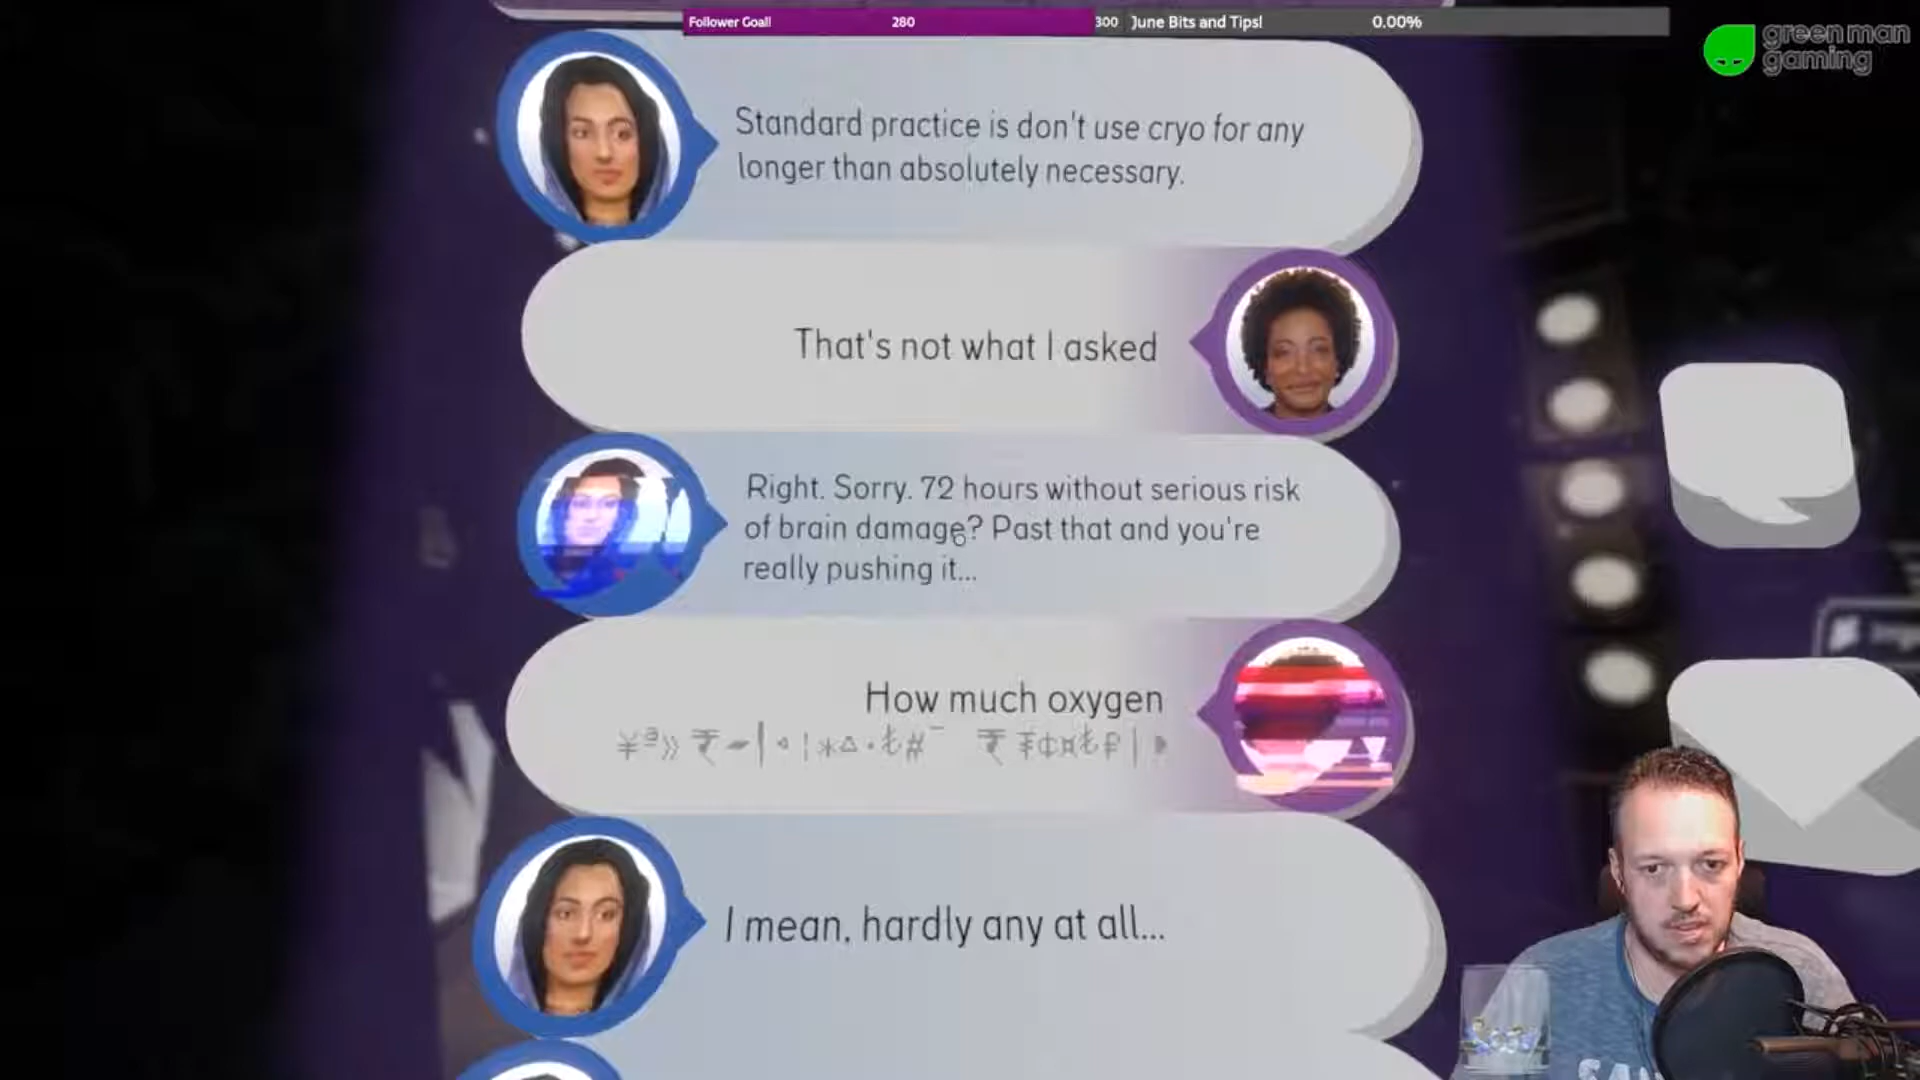 Follower Goal! 280 300 June Bits and Tips! 0.00%
green man
gaming
Standard practice is don't use cryo for any
longer than absolutely necessary.
That's not what I asked
Right. Sorry. 72 hours without serious risk
of brain damage? Past that and you're
really pushing it...
How much oxygen
I mean, hardly any at all...